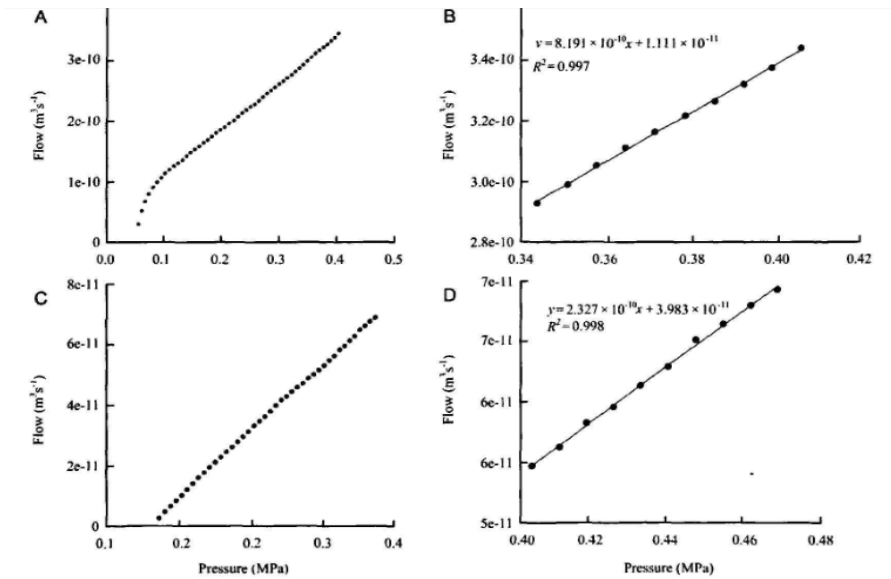 A
3e-10
2e-10
1e-10
0
Flow (m³s⁻¹)
0.0
0.1
0.2
0.3
0.4
0.5
B
y=8.191×10⁻¹⁰x+1.111×10⁻¹¹
R²=0.997
3.4e-10
3.2e-10
3.0e-10
2.8e-10
Flow (m³s⁻¹)
0.34
0.36
0.38
0.40
0.42
C
8e-11
6e-11
4e-11
2e-11
0
Flow (m³s⁻¹)
0.1
0.2
0.2
0.3
0.4
Pressure (MPa)
D
y=2.327×10⁻¹⁰x+3.983×10⁻¹¹
R²=0.998
7e-11
7e-11
6e-11
6e-11
5e-11
Flow (m³s⁻¹)
0.40
0.42
0.44
0.46
0.48
Pressure (MPa)